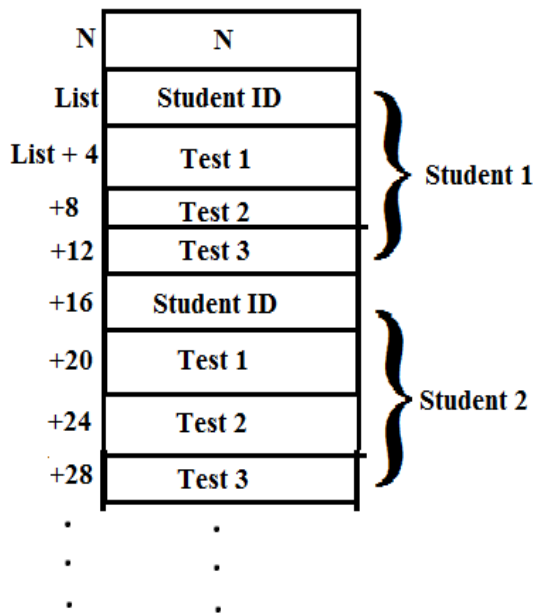 N N
List Student ID
List + 4 Test 1
Student 1
+8 Test 2
+12 Test 3
+16 Student ID
+20 Test 1
Student 2
+24 Test 2
+28 Test 3